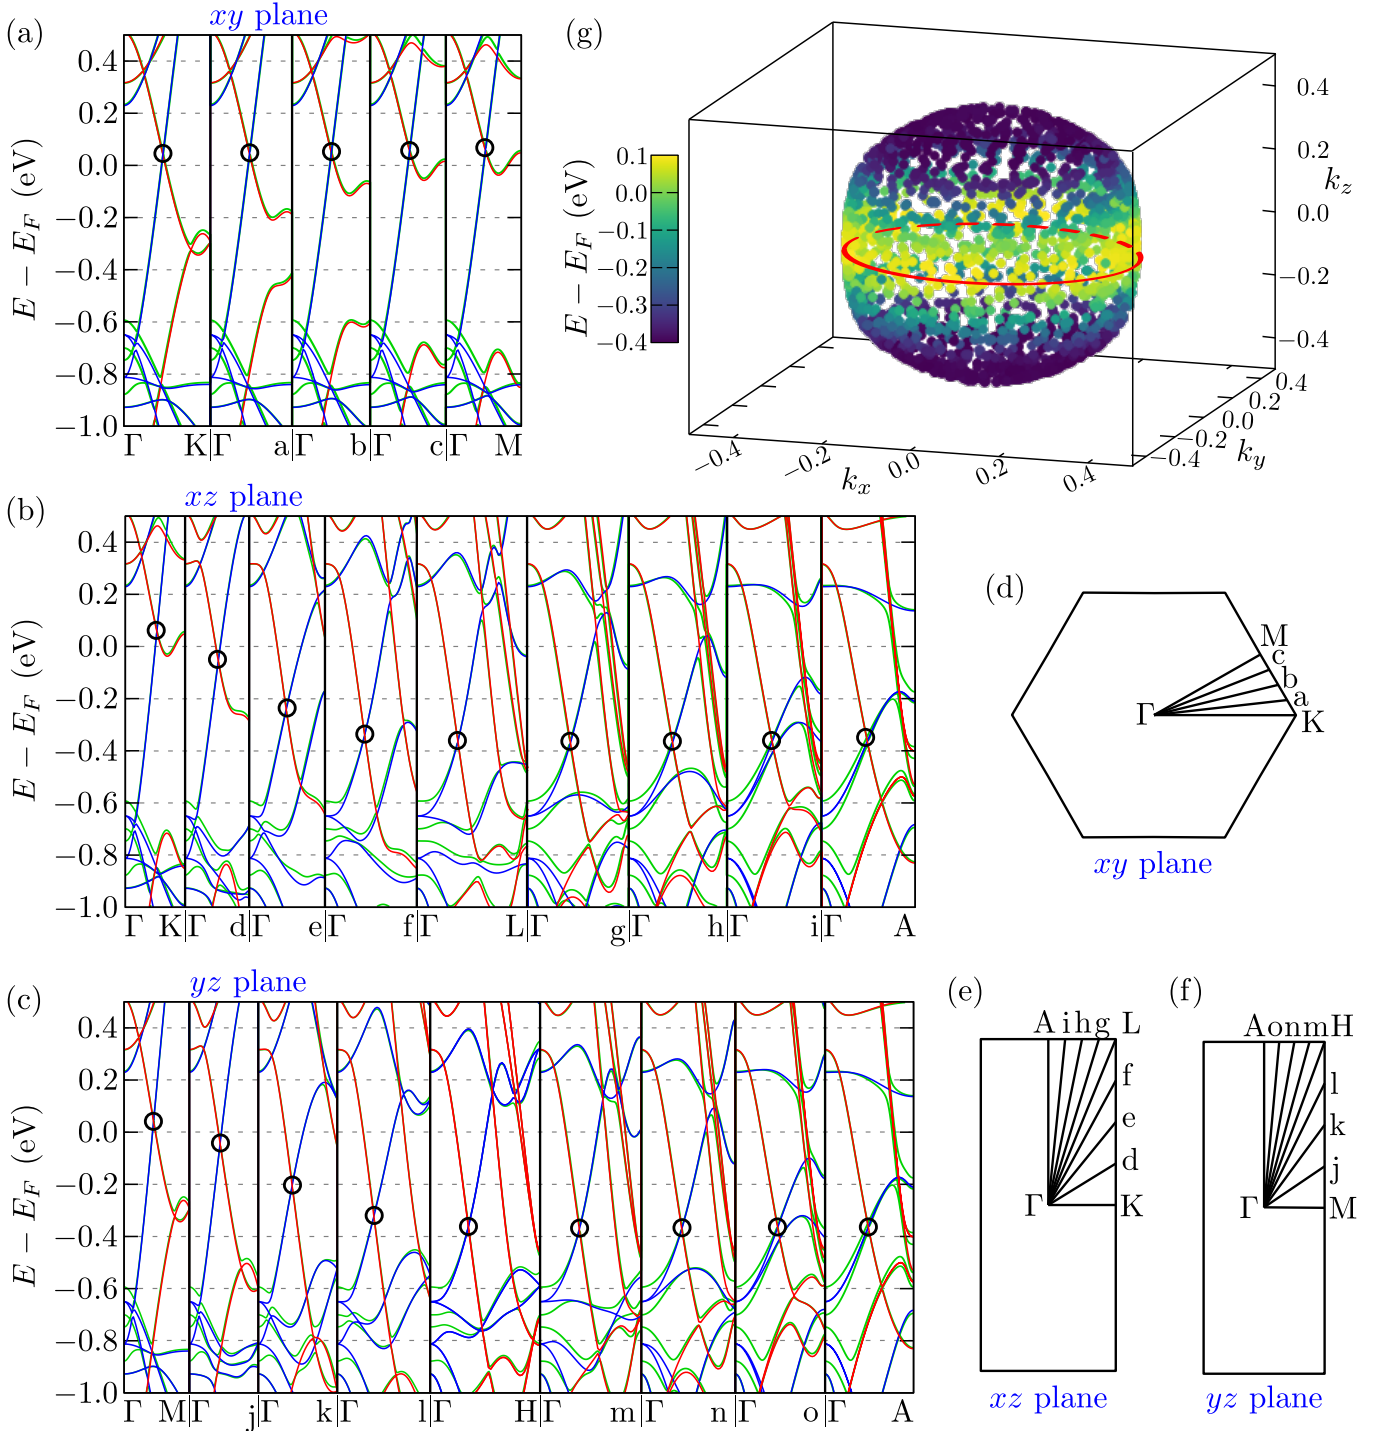 (a)
xy plane
E − E_F (eV)
0.4
0.2
0.0
−0.2
−0.4
−0.6
−0.8
−1.0
Γ K|Γ a|Γ b|Γ c|Γ M
(g)
E − E_F (eV)
0.1
0.0
−0.1
−0.2
−0.3
−0.4
0.4
0.2
k_z
0.0
−0.2
−0.4
0.4
0.2
0.0
−0.2
−0.4
k_y
−0.4
−0.2
0.0
0.2
0.4
k_x
(b)
xz plane
E − E_F (eV)
0.4
0.2
0.0
−0.2
−0.4
−0.6
−0.8
−1.0
Γ K|Γ d|Γ e|Γ f|Γ L|Γ g|Γ h|Γ i|Γ A
(d)
M
c
b
a
Γ
K
xy plane
(c)
yz plane
E − E_F (eV)
0.4
0.2
0.0
−0.2
−0.4
−0.6
−0.8
−1.0
Γ M|Γ j|Γ k|Γ l|Γ H|Γ m|Γ n|Γ o|Γ A
(e)
A i h g L
f
e
d
Γ
K
xz plane
(f)
A o n m H
l
k
j
Γ
M
yz plane